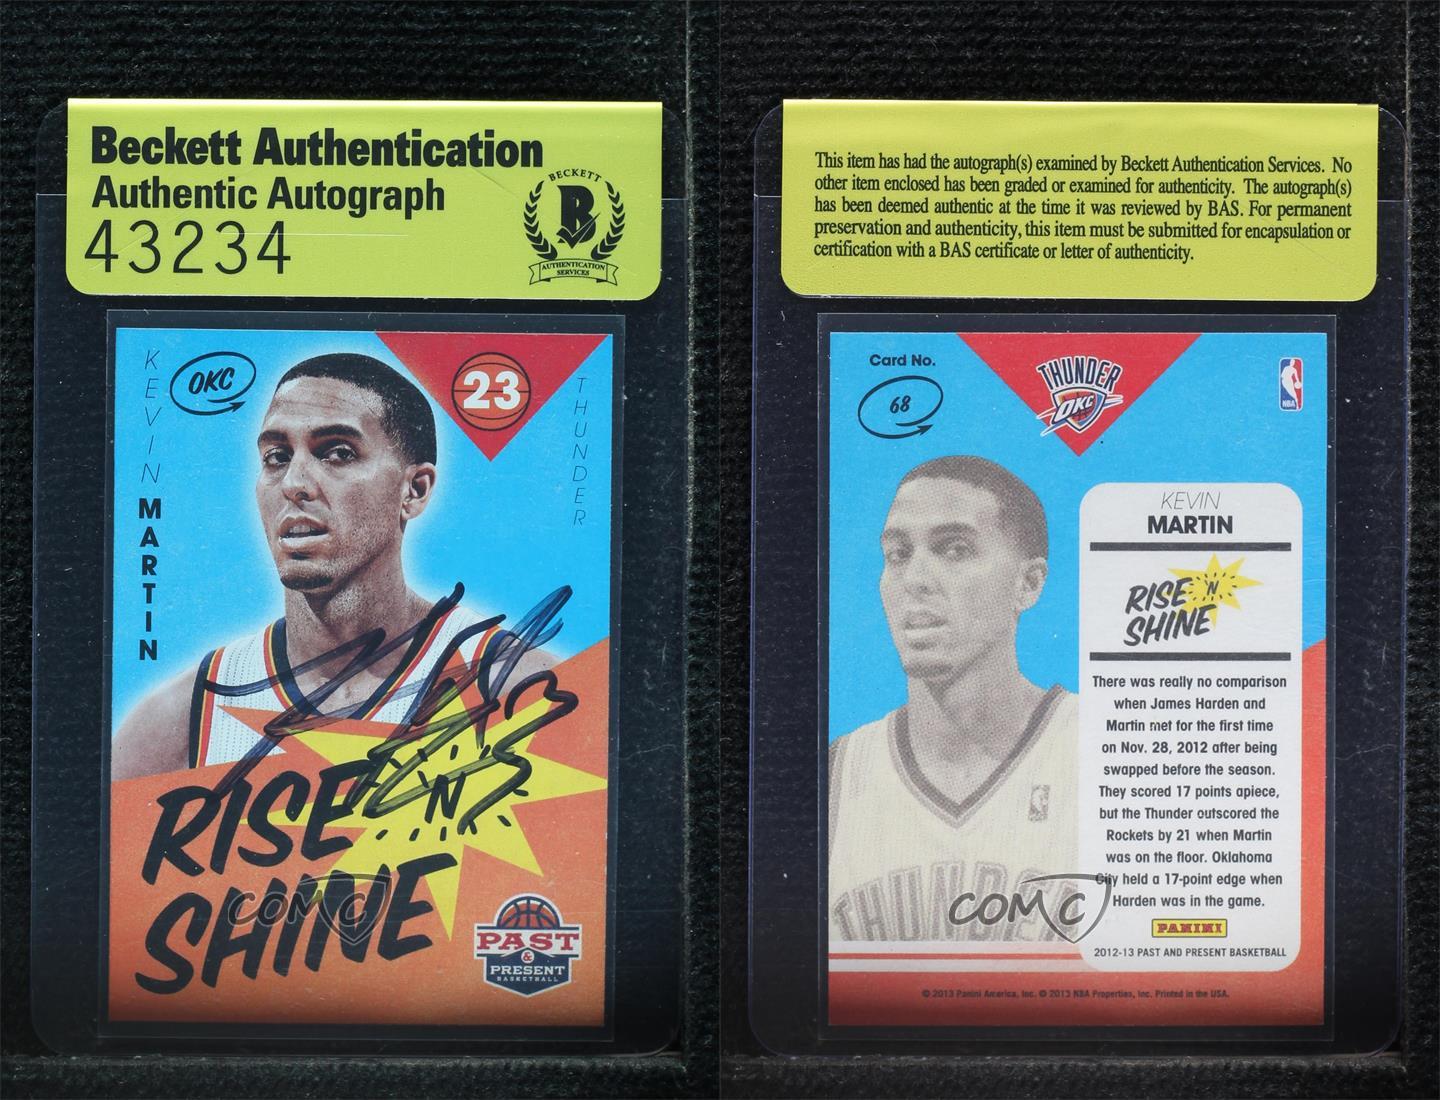 Beckett Authentication
Authentic Autograph
43234
BECKETT
B
AUTHENTICATION
SERVICES
KEVIN
MARTIN
OKC
23
THUNDER
RISE 'N
SHINE
COMC
PAST
&
PRESENT
BASKETBALL
This item has had the autograph(s) examined by Beckett Authentication Services. No
other item enclosed has been graded or examined for authenticity. The autograph(s)
has been deemed authentic at the time it was reviewed by BAS. For permanent
preservation and authenticity, this item must be submitted for encapsulation or
certification with a BAS certificate or letter of authenticity.
Card No.
68
THUNDER
OKC
NBA
KEVIN
MARTIN
RISE 'N
SHINE
There was really no comparison
when James Harden and
Martin met for the first time
on Nov. 28, 2012 after being
swapped before the season.
They scored 17 points apiece,
but the Thunder outscored the
Rockets by 21 when Martin
was on the floor. Oklahoma
City held a 17-point edge when
Harden was in the game.
THUNDER
COMC
PANINI
2012-13 PAST AND PRESENT BASKETBALL
© 2013 Panini America, Inc. © 2013 NBA Properties, Inc. Printed in the USA.